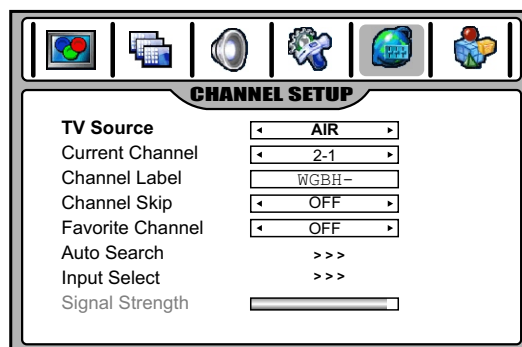 CHANNEL SETUP
TV Source AIR
Current Channel 2-1
Channel Label WGBH-
Channel Skip OFF
Favorite Channel OFF
Auto Search >>>
Input Select >>>
Signal Strength